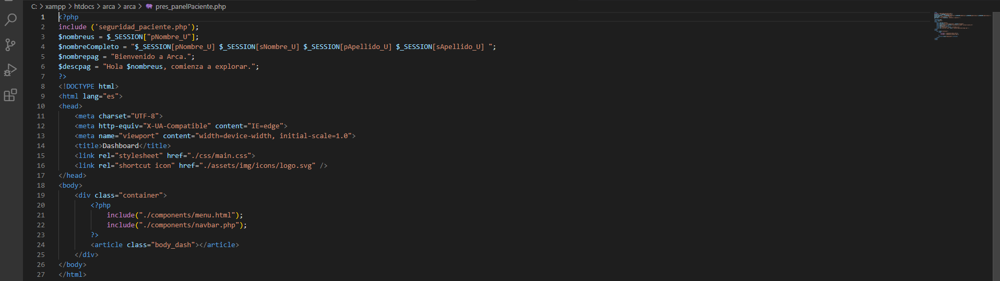 C: > xampp > htdocs > arca > arca > pres_panelPaciente.php
1 <?php
2 include ('seguridad_paciente.php');
3 $nombreus = $_SESSION["pNombre_U"];
4 $nombreCompleto = "$_SESSION[pNombre_U] $_SESSION[sNombre_U] $_SESSION[pApellido_U] $_SESSION[sApellido_U] ";
5 $nombrepag = "Bienvenido a Arca.";
6 $descpag = "Hola $nombreus, comienza a explorar.";
7 ?>
8 <!DOCTYPE html>
9 <html lang="es">
10 <head>
11     <meta charset="UTF-8">
12     <meta http-equiv="X-UA-Compatible" content="IE=edge">
13     <meta name="viewport" content="width=device-width, initial-scale=1.0">
14     <title>Dashboard</title>
15     <link rel="stylesheet" href="./css/main.css">
16     <link rel="shortcut icon" href="./assets/img/icons/logo.svg" />
17 </head>
18 <body>
19     <div class="container">
20         <?php
21             include("./components/menu.html");
22             include("./components/navbar.php");
23         ?>
24         <article class="body_dash"></article>
25     </div>
26 </body>
27 </html>